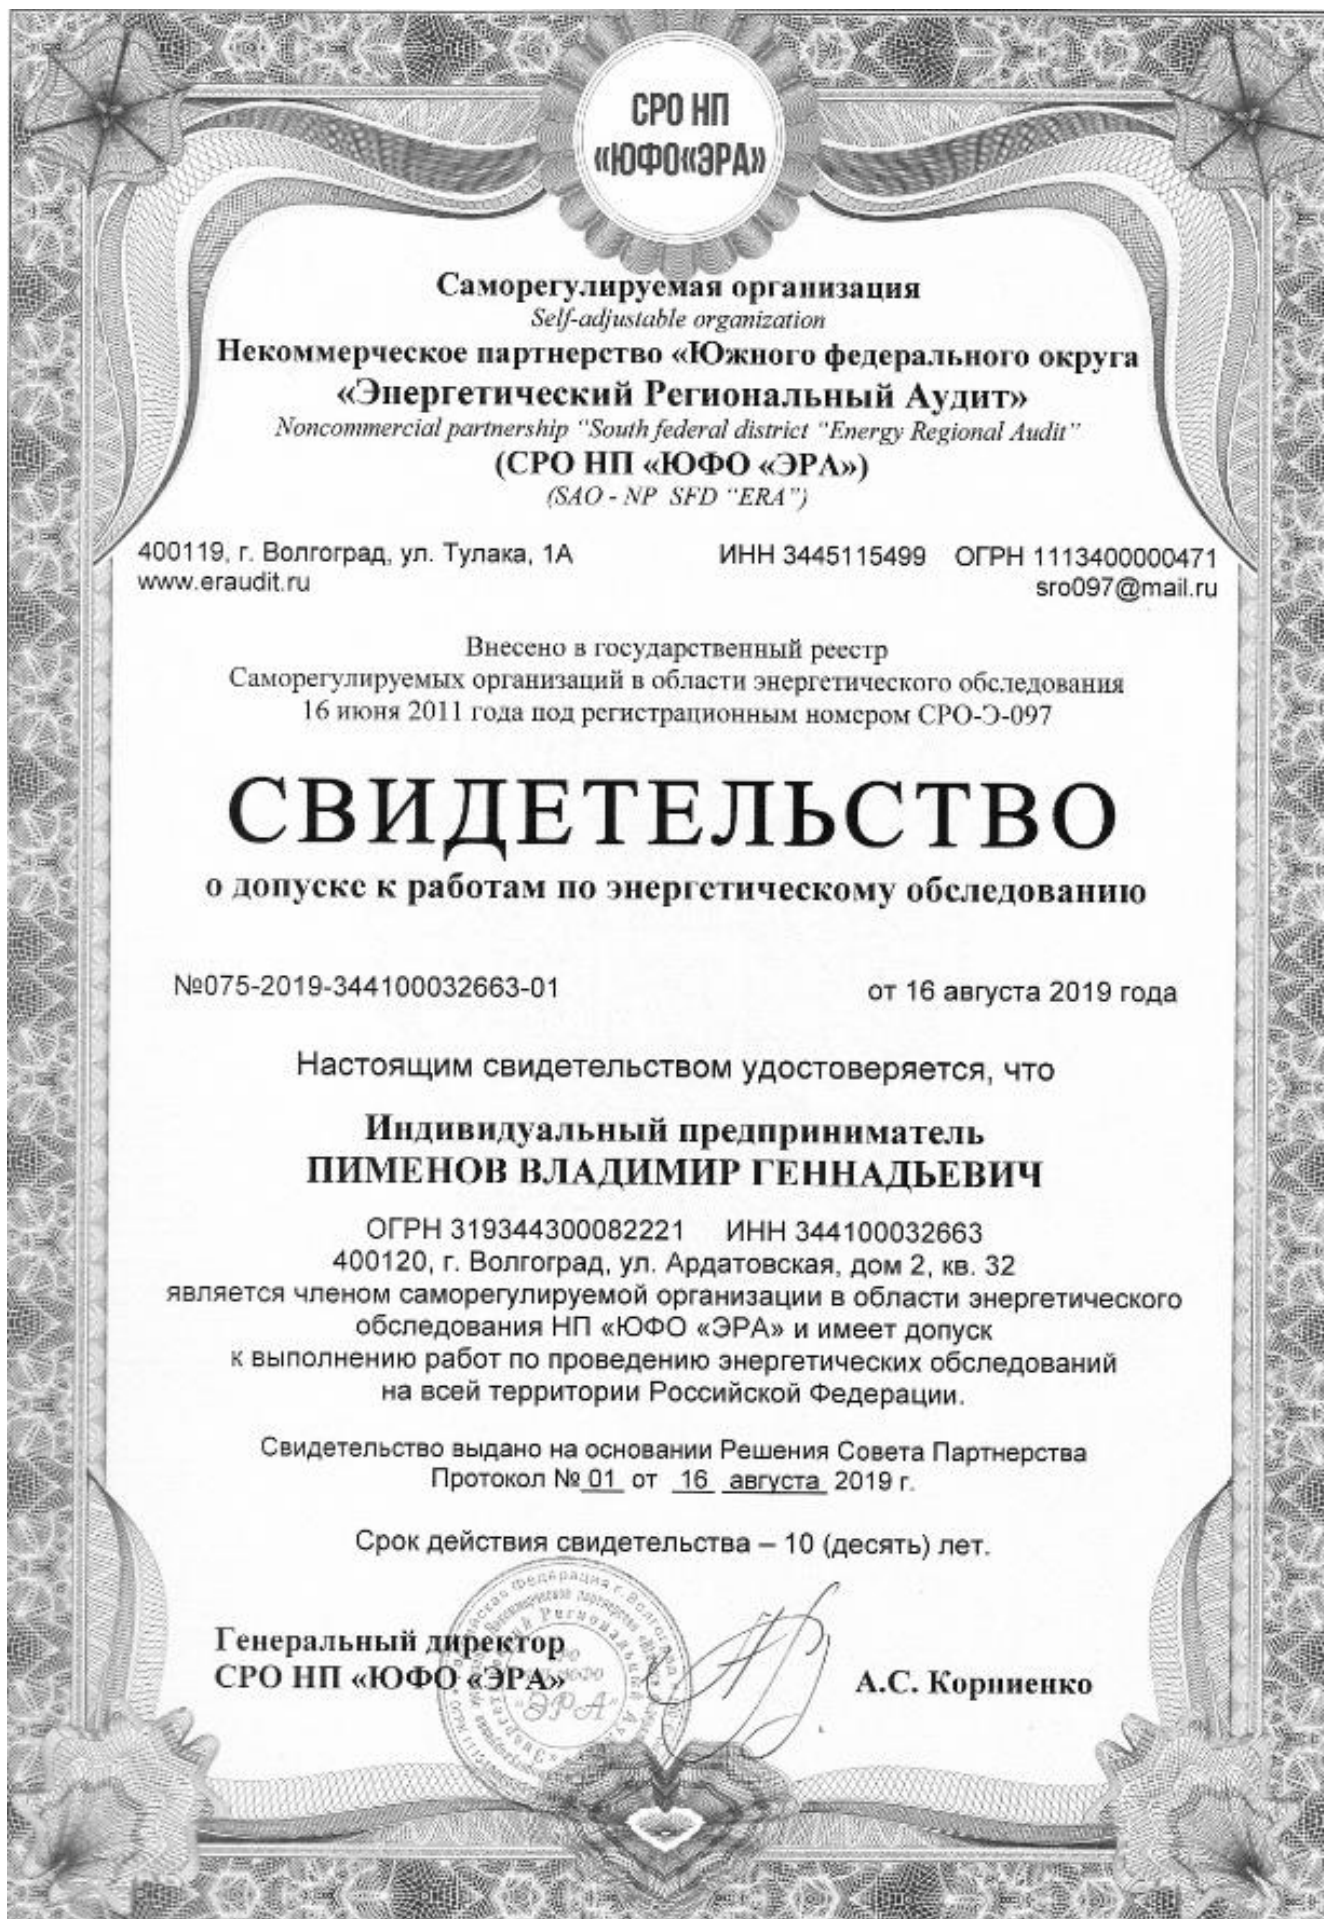 СРО НП
«ЮФО«ЭРА»
Саморегулируемая организация
Self-adjustable organization
Некоммерческое партнерство «Южного федерального округа
«Энергетический Региональный Аудит»
Noncommercial partnership "South federal district "Energy Regional Audit"
(СРО НП «ЮФО «ЭРА»)
(SAO - NP SFD "ERA")
400119, г. Волгоград, ул. Тулака, 1А ИНН 3445115499 ОГРН 1113400000471
www.eraudit.ru sro097@mail.ru
Внесено в государственный реестр
Саморегулируемых организаций в области энергетического обследования
16 июня 2011 года под регистрационным номером СРО-Э-097
СВИДЕТЕЛЬСТВО
о допуске к работам по энергетическому обследованию
№075-2019-344100032663-01 от 16 августа 2019 года
Настоящим свидетельством удостоверяется, что
Индивидуальный предприниматель
ПИМЕНОВ ВЛАДИМИР ГЕННАДЬЕВИЧ
ОГРН 319344300082221 ИНН 344100032663
400120, г. Волгоград, ул. Ардатовская, дом 2, кв. 32
является членом саморегулируемой организации в области энергетического
обследования НП «ЮФО «ЭРА» и имеет допуск
к выполнению работ по проведению энергетических обследований
на всей территории Российской Федерации.
Свидетельство выдано на основании Решения Совета Партнерства
Протокол № 01 от 16 августа 2019 г.
Срок действия свидетельства – 10 (десять) лет.
Генеральный директор
СРО НП «ЮФО «ЭРА» А.С. Корниенко
"ЭРА"